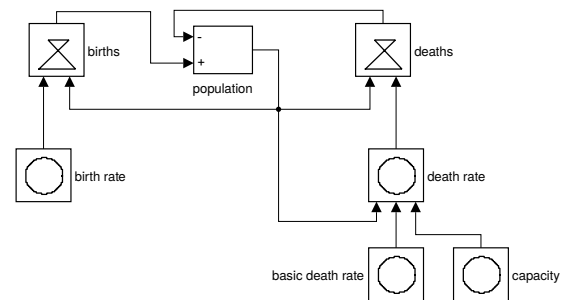 births
-
+
population
deaths
birth rate
death rate
basic death rate
capacity